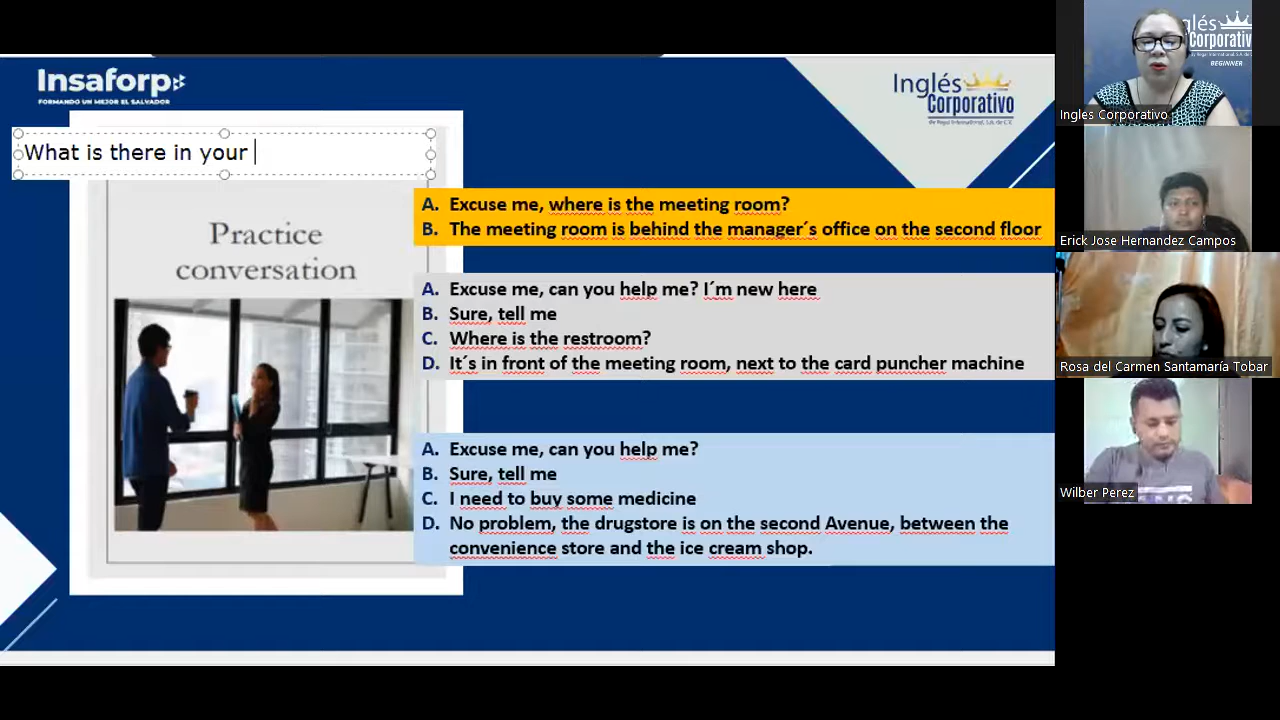 Insaforp
FORMANDO UN MEJOR EL SALVADOR
Inglés
Corporativo
de Regal International, S.A. de C.V.
What is there in your
Practice
conversation
A. Excuse me, where is the meeting room?
B. The meeting room is behind the manager´s office on the second floor
A. Excuse me, can you help me? I´m new here
B. Sure, tell me
C. Where is the restroom?
D. It´s in front of the meeting room, next to the card puncher machine
A. Excuse me, can you help me?
B. Sure, tell me
C. I need to buy some medicine
D. No problem, the drugstore is on the second Avenue, between the
convenience store and the ice cream shop.
BEGINNER
Ingles Corporativo
Erick Jose Hernandez Campos
Rosa del Carmen Santamaría Tobar
Wilber Perez